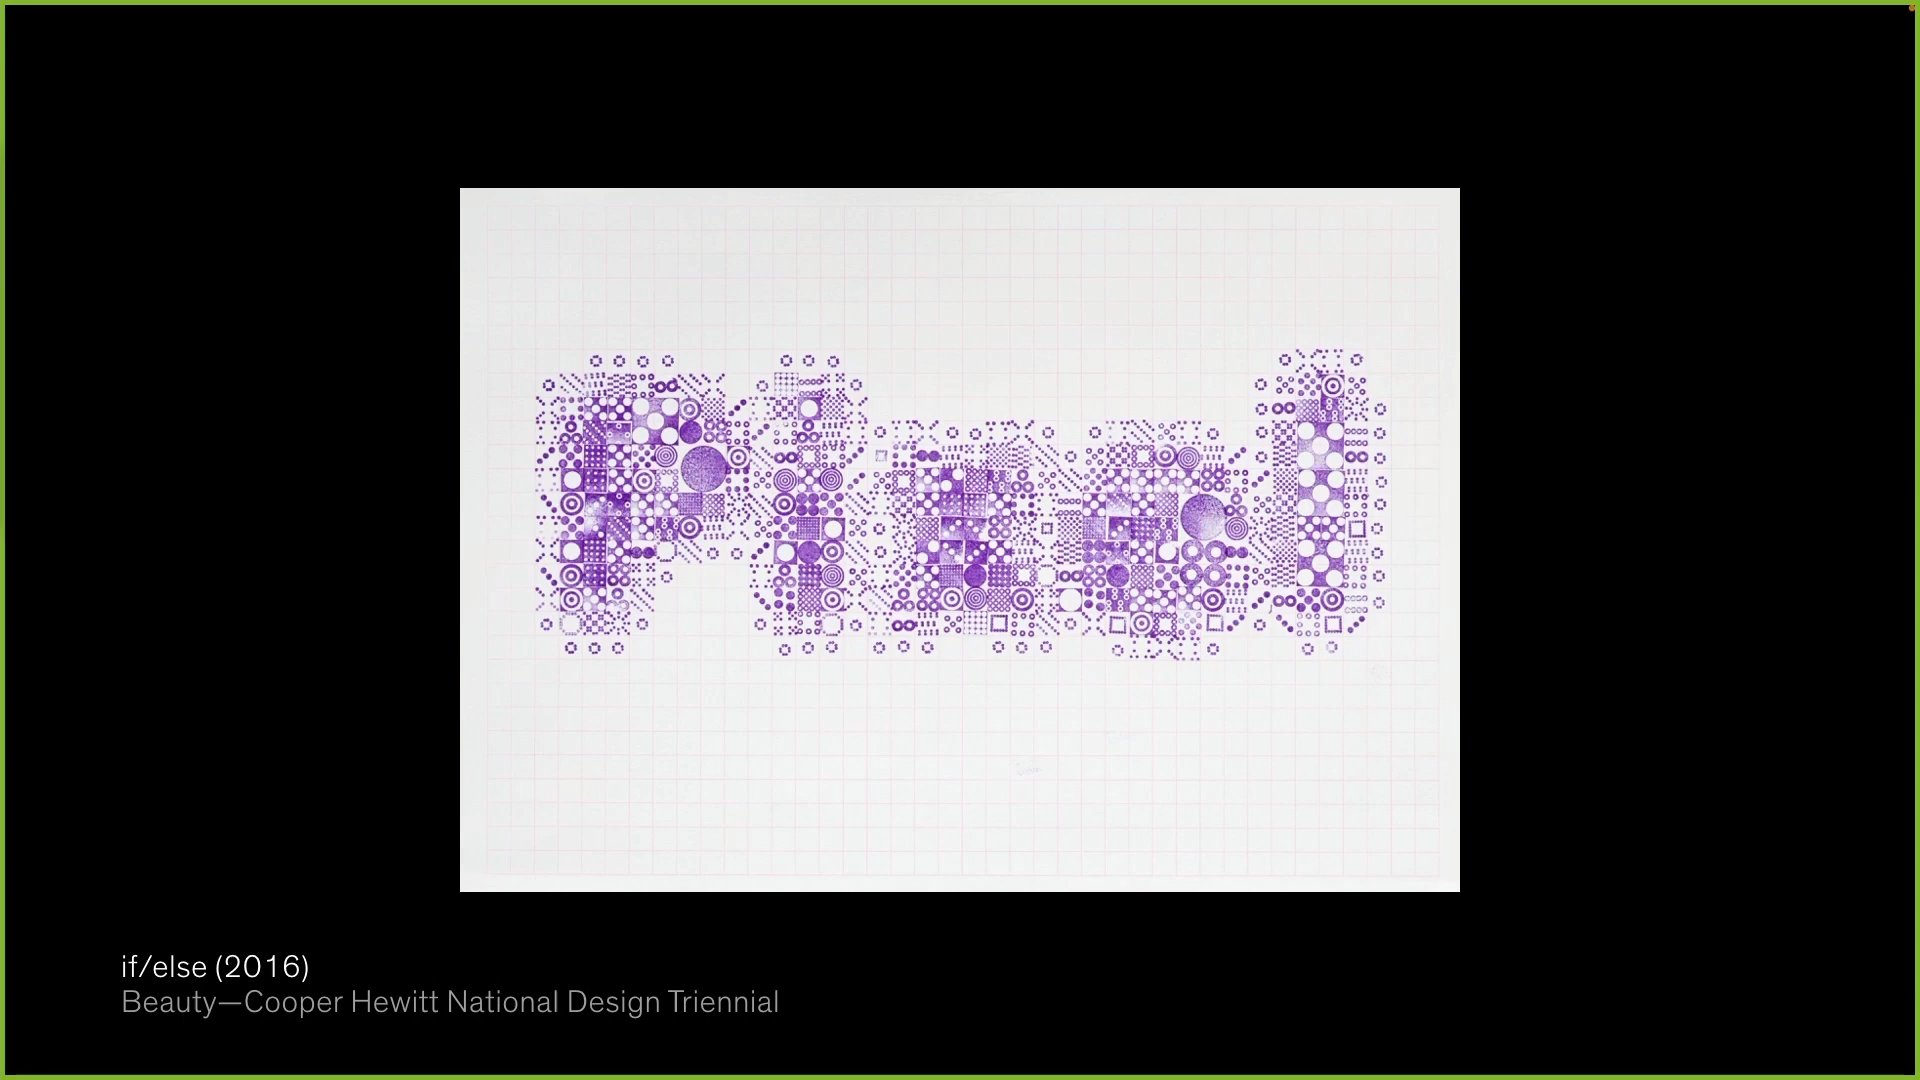 if/else (2016)
Beauty—Cooper Hewitt National Design Triennial